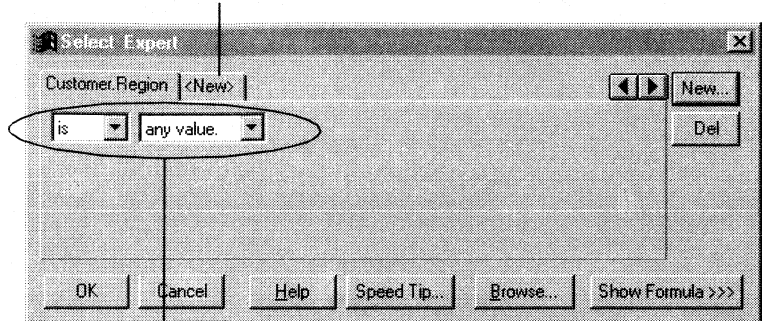 Select Expert
Customer.Region <New> New...
is any value. Del
OK Cancel Help Speed Tip... Browse... Show Formula >>>